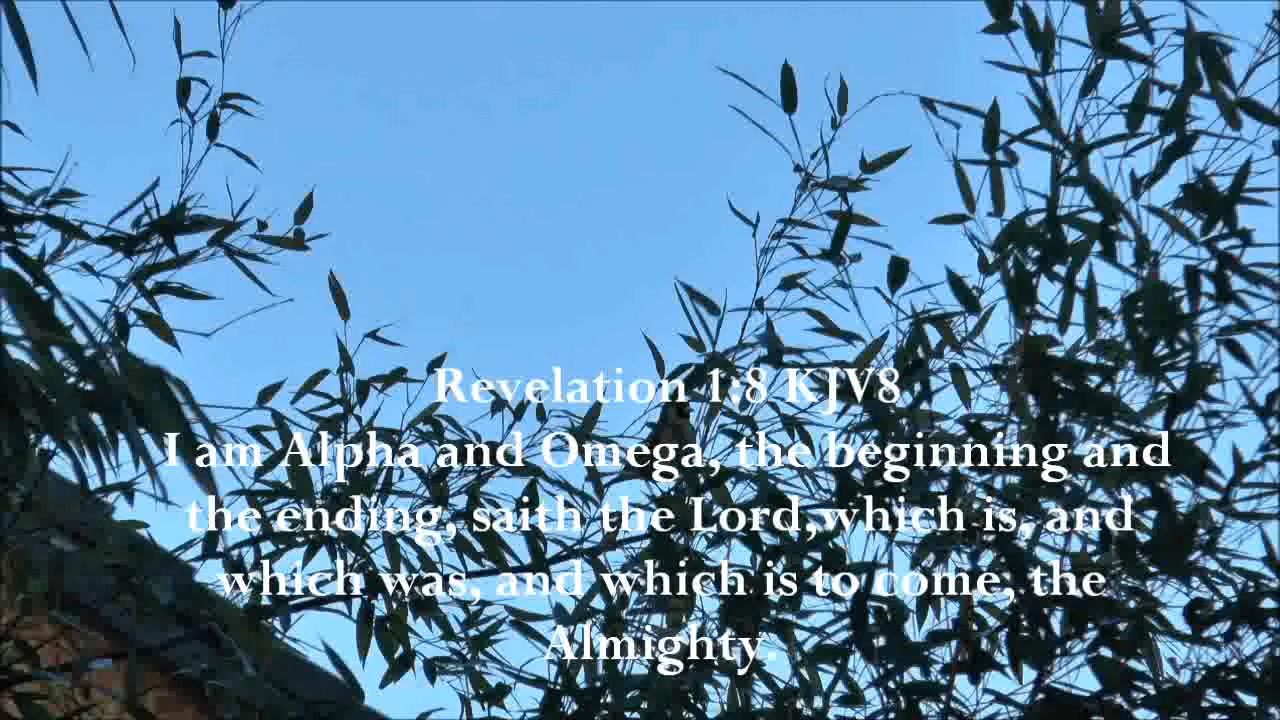 Revelation 1:8 KJV8
I am Alpha and Omega, the beginning and
the ending, saith the Lord,which is, and
which was, and which is to come, the
Almighty.